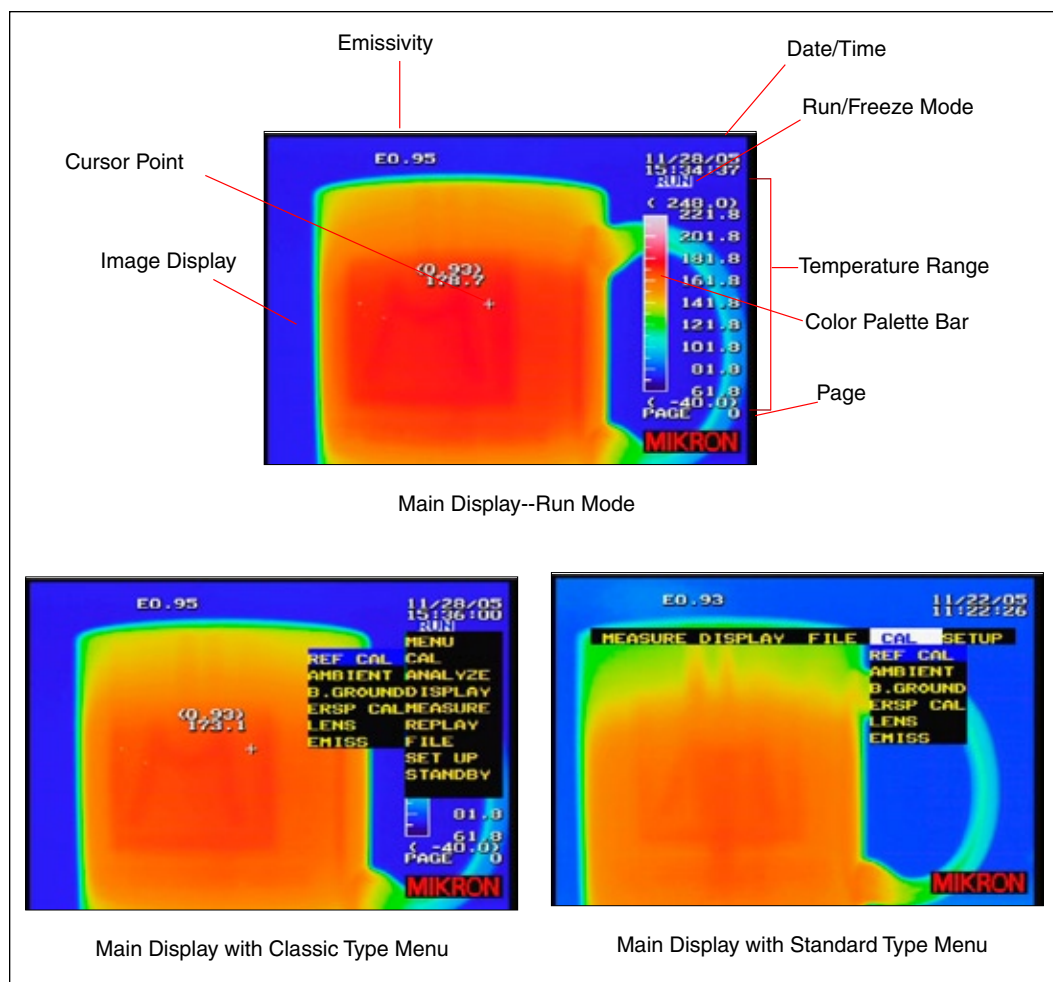 Emissivity
Date/Time
Run/Freeze Mode
Cursor Point
Image Display
Temperature Range
Color Palette Bar
Page
E0.95
11/28/05
15:34:37
RUN
( 248.0)
221.8
201.8
181.8
161.8
141.8
121.8
101.8
81.8
61.8
( -40.0)
PAGE 0
MIKRON
(0.93)
178.7
Main Display--Run Mode
E0.95
11/28/05
15:36:00
RUN
MENU
CAL
ANALYZE
DISPLAY
MEASURE
REPLAY
FILE
SET UP
STANDBY
REF CAL
AMBIENT
B.GROUND
ERSP CAL
LENS
EMISS
(0.93)
173.1
81.8
61.8
( -40.0)
PAGE 0
MIKRON
Main Display with Classic Type Menu
E0.93
11/22/05
11:22:26
MEASURE DISPLAY FILE CAL SETUP
REF CAL
AMBIENT
B.GROUND
ERSP CAL
LENS
EMISS
MIKRON
Main Display with Standard Type Menu